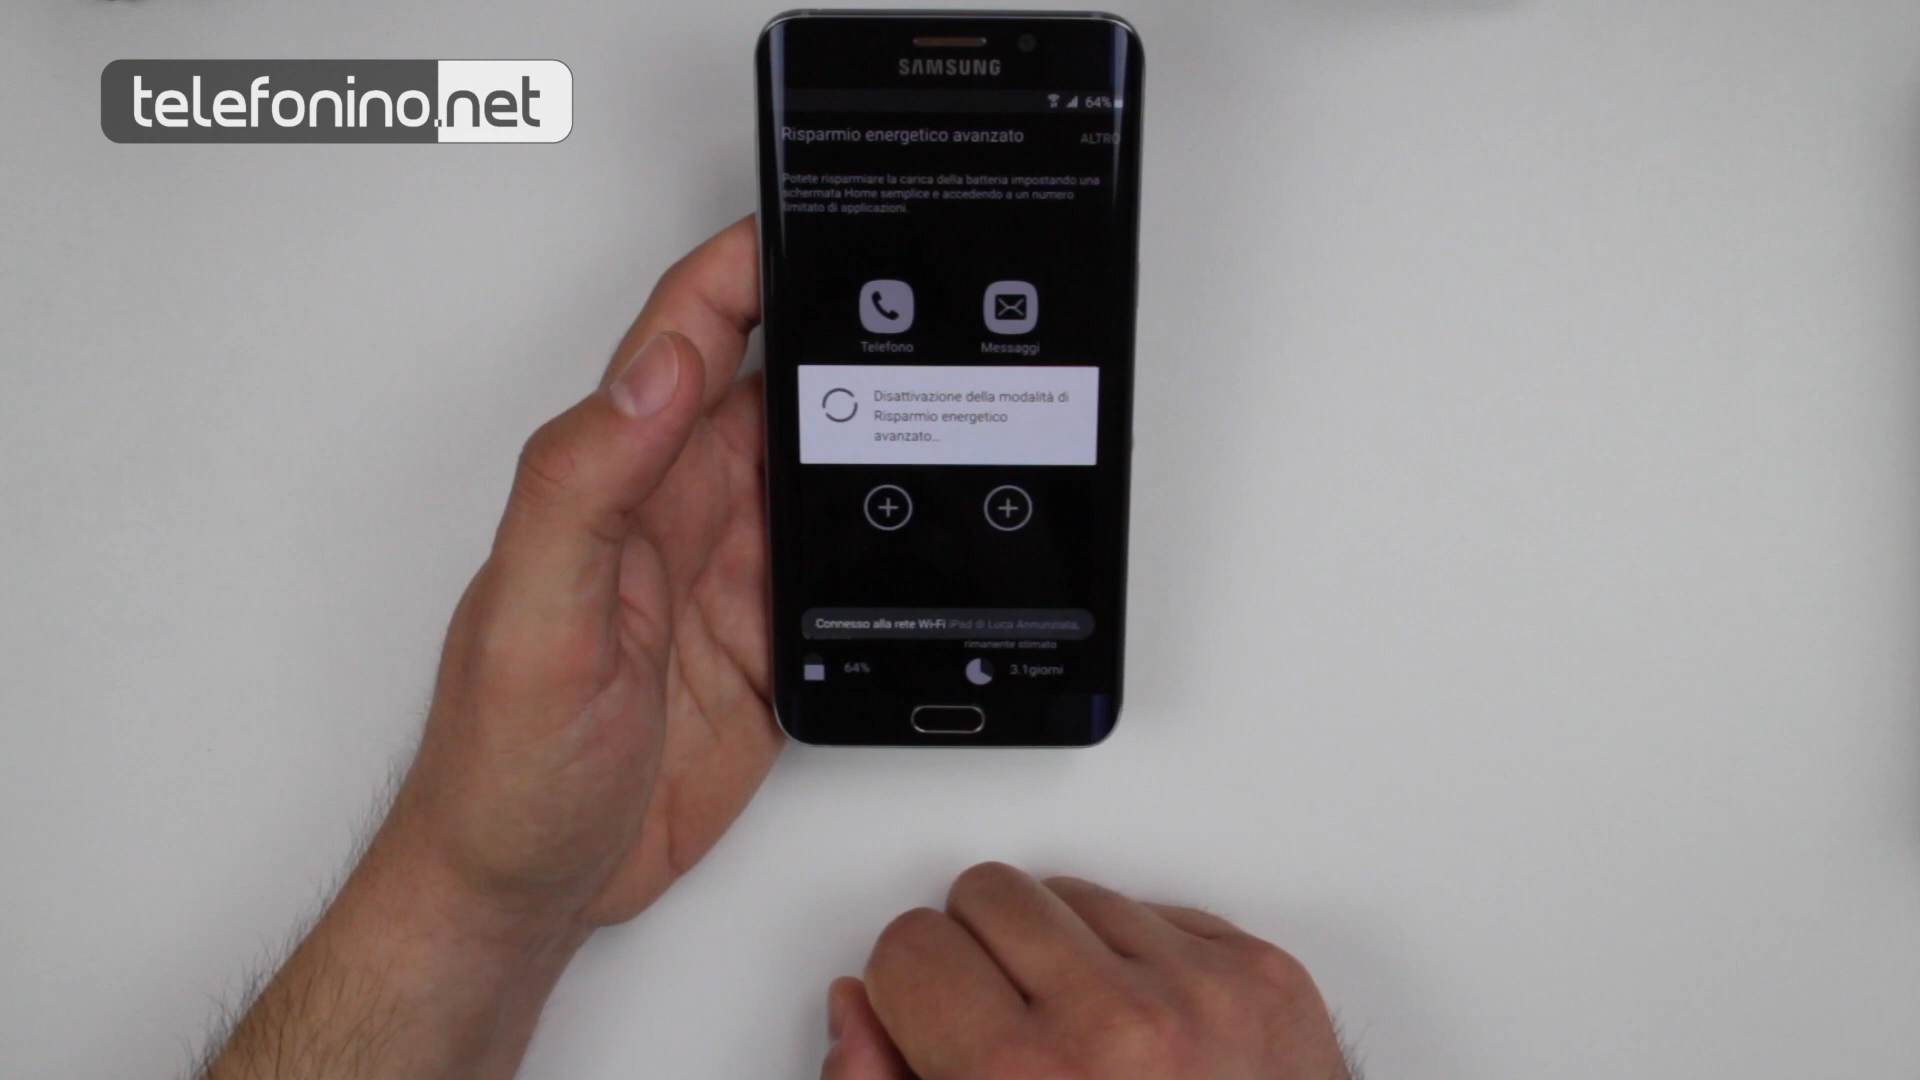 telefonino.net
SAMSUNG
64%
Risparmio energetico avanzato
ALTRO
Potete risparmiare la carica della batteria impostando una
schermata Home semplice e accedendo a un numero
limitato di applicazioni.
Telefono
Messaggi
Disattivazione della modalità di
Risparmio energetico
avanzato...
Connesso alla rete Wi-Fi iPad di Luca Annunziata.
rimanente stimato
64%
3.1giorni